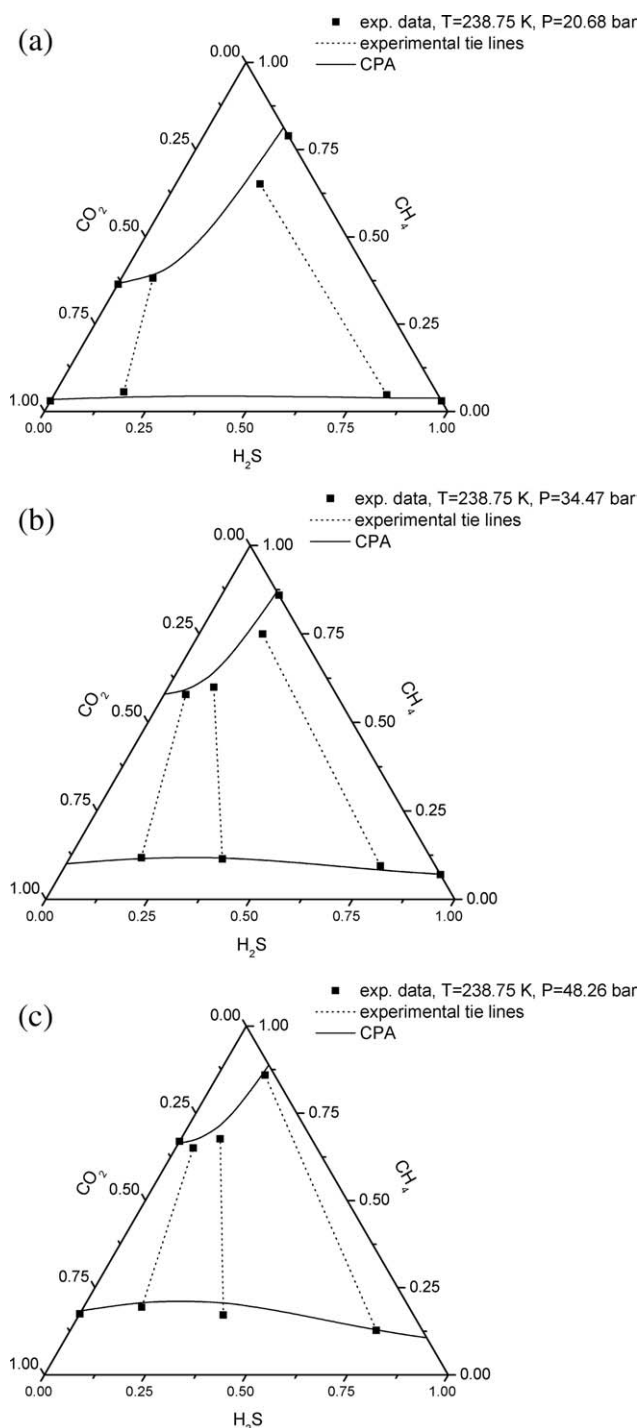 (a)
exp. data, T=238.75 K, P=20.68 bar
experimental tie lines
CPA
0.00
1.00
0.25
0.75
CO₂
CH₄
0.50
0.50
0.75
0.25
1.00
0.00
0.00
0.25
0.50
0.75
1.00
H₂S
(b)
exp. data, T=238.75 K, P=34.47 bar
experimental tie lines
CPA
0.00
1.00
0.25
0.75
CO₂
CH₄
0.50
0.50
0.75
0.25
1.00
0.00
0.00
0.25
0.50
0.75
1.00
H₂S
(c)
exp. data, T=238.75 K, P=48.26 bar
experimental tie lines
CPA
0.00
1.00
0.25
0.75
CO₂
CH₄
0.50
0.50
0.75
0.25
1.00
0.00
0.00
0.25
0.50
0.75
1.00
H₂S